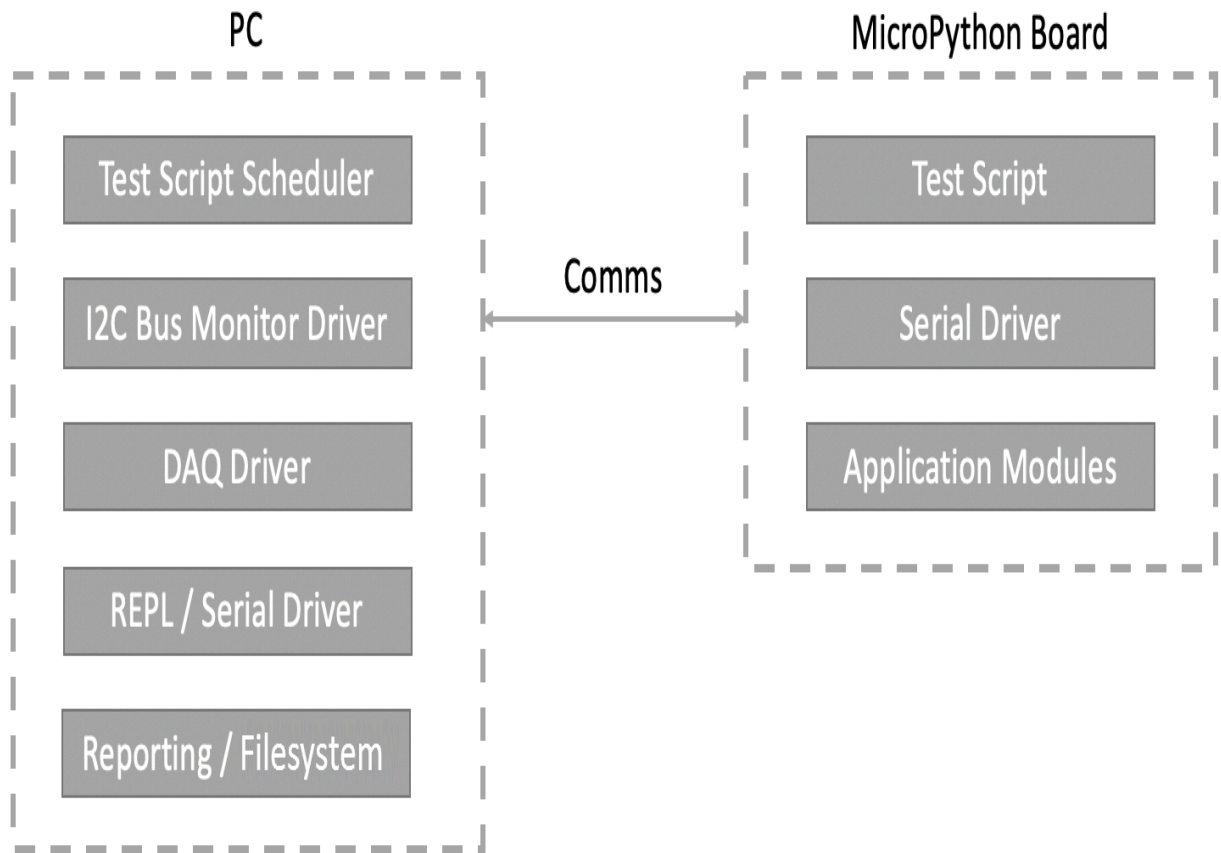 PC
Test Script Scheduler
I2C Bus Monitor Driver
DAQ Driver
REPL / Serial Driver
Reporting / Filesystem
Comms
MicroPython Board
Test Script
Serial Driver
Application Modules